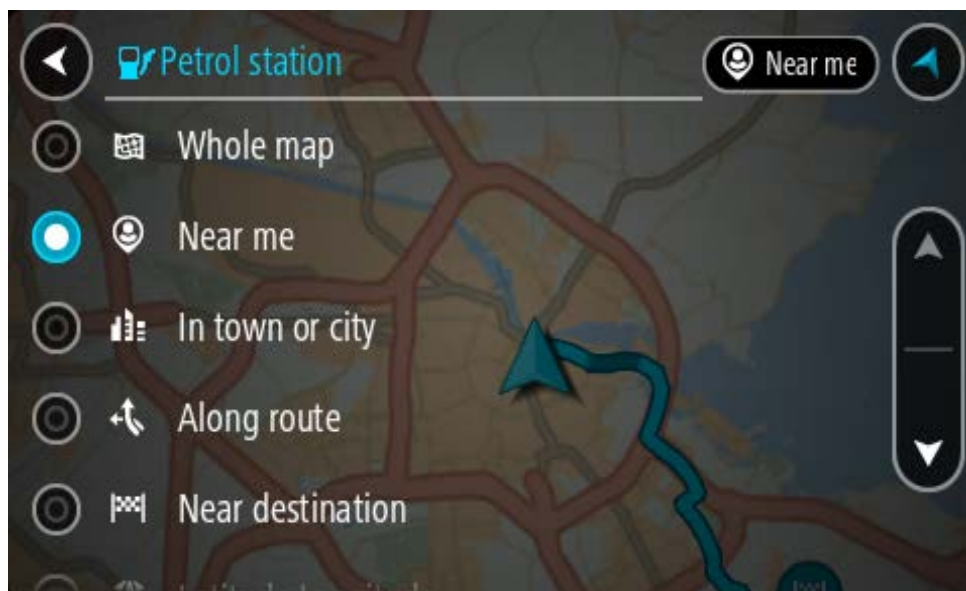 Petrol station
Near me
Whole map
Near me
In town or city
Along route
Near destination